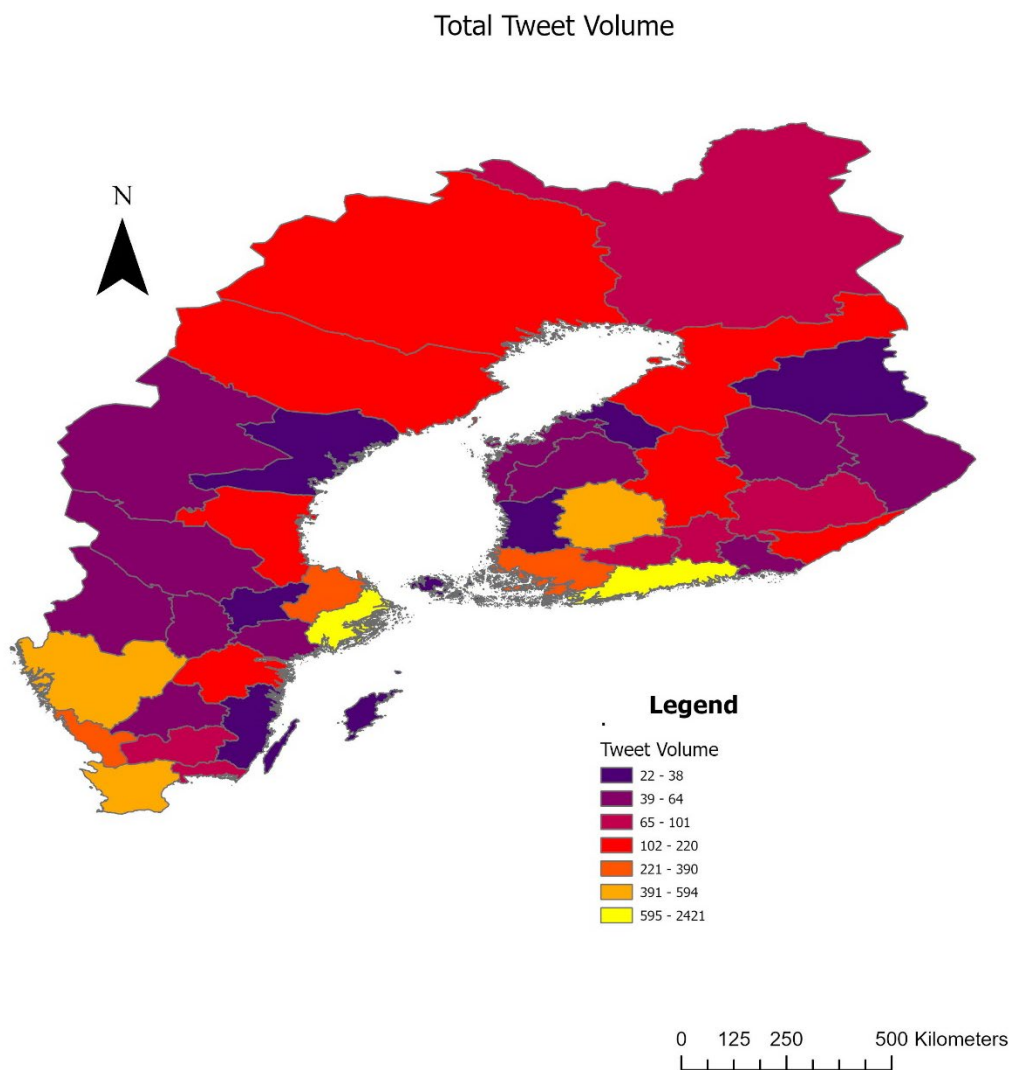 Total Tweet Volume
N
Legend
Tweet Volume
22 - 38
39 - 64
65 - 101
102 - 220
221 - 390
391 - 594
595 - 2421
0 125 250 500 Kilometers